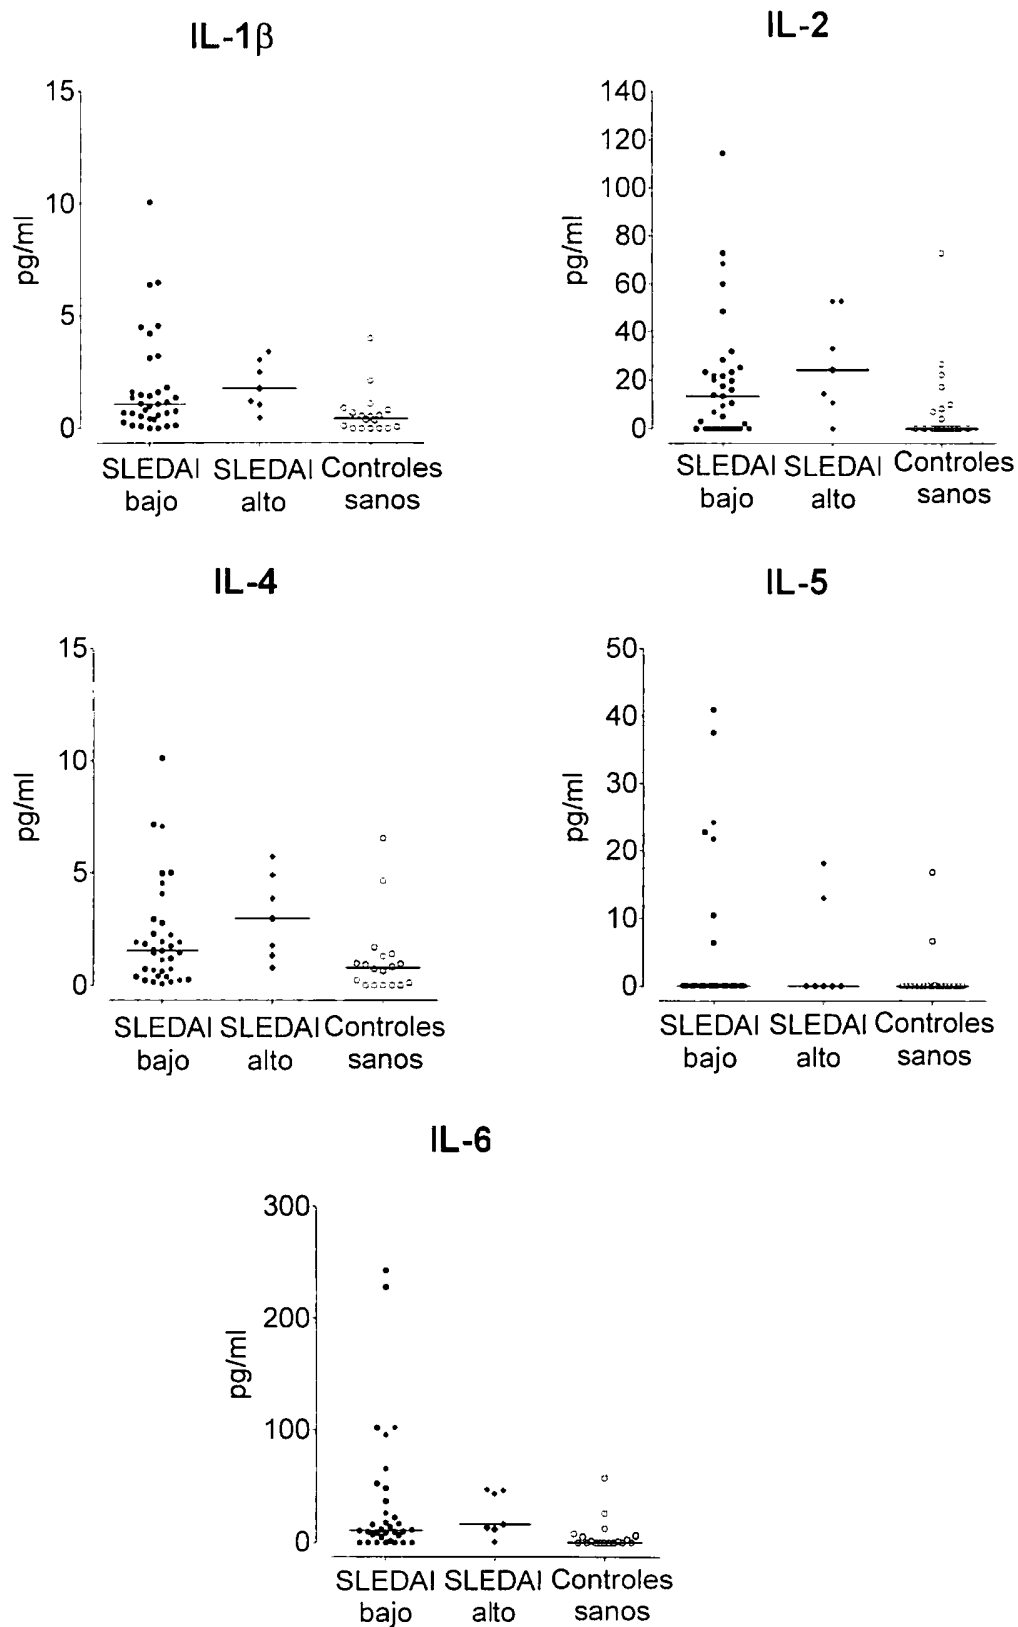 IL-1β
15
10
5
0
pg/ml
SLEDAI SLEDAI Controles
bajo alto sanos
IL-2
140
120
100
80
60
40
20
0
pg/ml
SLEDAI SLEDAI Controles
bajo alto sanos
IL-4
15
10
5
0
pg/ml
SLEDAI SLEDAI Controles
bajo alto sanos
IL-5
50
40
30
20
10
0
pg/ml
SLEDAI SLEDAI Controles
bajo alto sanos
IL-6
300
200
100
0
pg/ml
SLEDAI SLEDAI Controles
bajo alto sanos